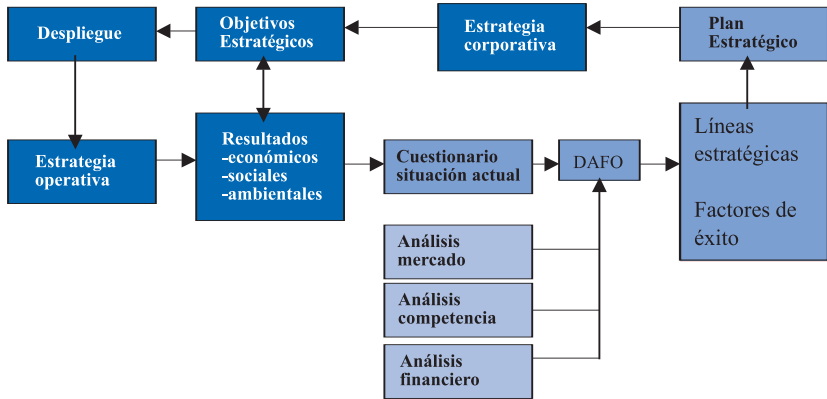 Despliegue
Objetivos
Estratégicos
Estrategia
corporativa
Plan
Estratégico
Estrategia
operativa
Resultados
-económicos
-sociales
-ambientales
Cuestionario
situación actual
DAFO
Líneas
estratégicas
Factores de
éxito
Análisis
mercado
Análisis
competencia
Análisis
financiero